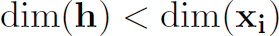 dim(h) < dim(xᵢ)